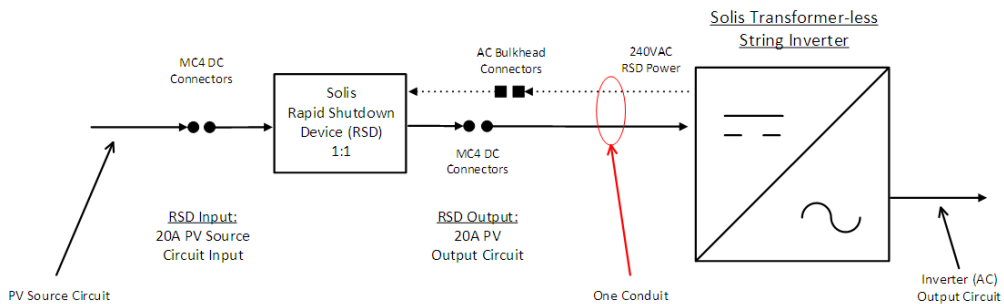 Solis Transformer-less
String Inverter
MC4 DC
Connectors
AC Bulkhead
Connectors
240VAC
RSD Power
Solis
Rapid Shutdown
Device (RSD)
1:1
MC4 DC
Connectors
RSD Input:
20A PV Source
Circuit Input
RSD Output:
20A PV
Output Circuit
PV Source Circuit
One Conduit
Inverter (AC)
Output Circuit